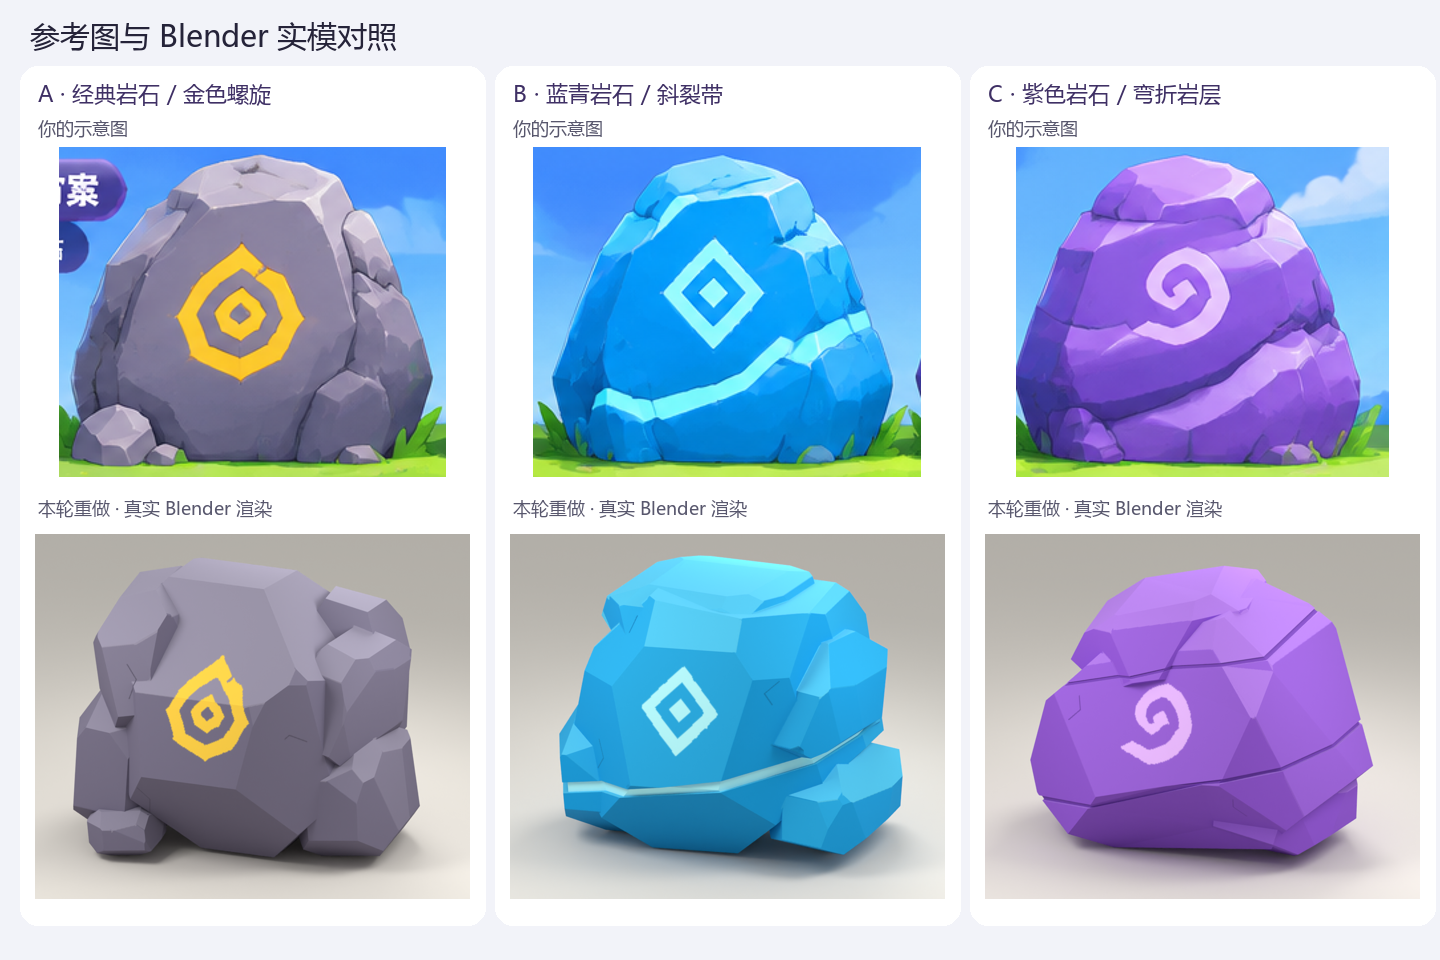 参考图与 Blender 实模对照
A · 经典岩石 / 金色螺旋
你的示意图
案
本轮重做 · 真实 Blender 渲染
B · 蓝青岩石 / 斜裂带
你的示意图
本轮重做 · 真实 Blender 渲染
C · 紫色岩石 / 弯折岩层
你的示意图
本轮重做 · 真实 Blender 渲染